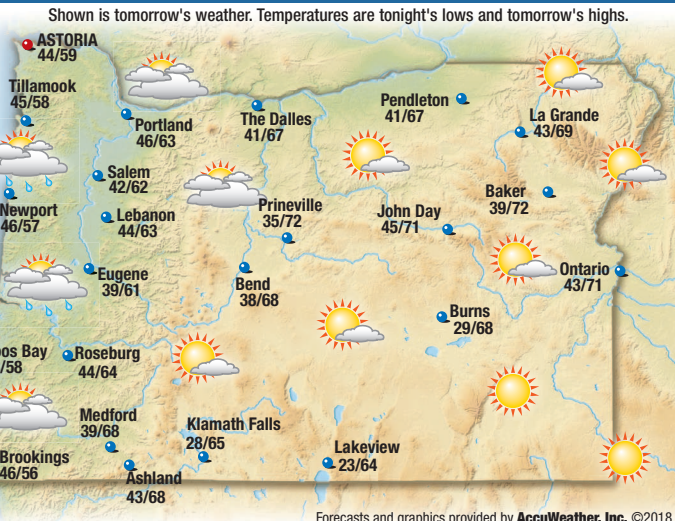 Shown is tomorrow's weather. Temperatures are tonight's lows and tomorrow's highs.
ASTORIA
44/59
Tillamook
45/58
Portland
46/63
The Dalles
41/67
Pendleton
41/67
La Grande
43/69
Salem
42/62
Newport
46/57
Lebanon
44/63
Prineville
35/72
John Day
45/71
Baker
39/72
Eugene
39/61
Bend
38/68
Ontario
43/71
Burns
29/68
oos Bay
/58
Roseburg
44/64
Medford
39/68
Klamath Falls
28/65
Lakeview
23/64
Brookings
46/56
Ashland
43/68
Forecasts and graphics provided by AccuWeather, Inc. ©2018